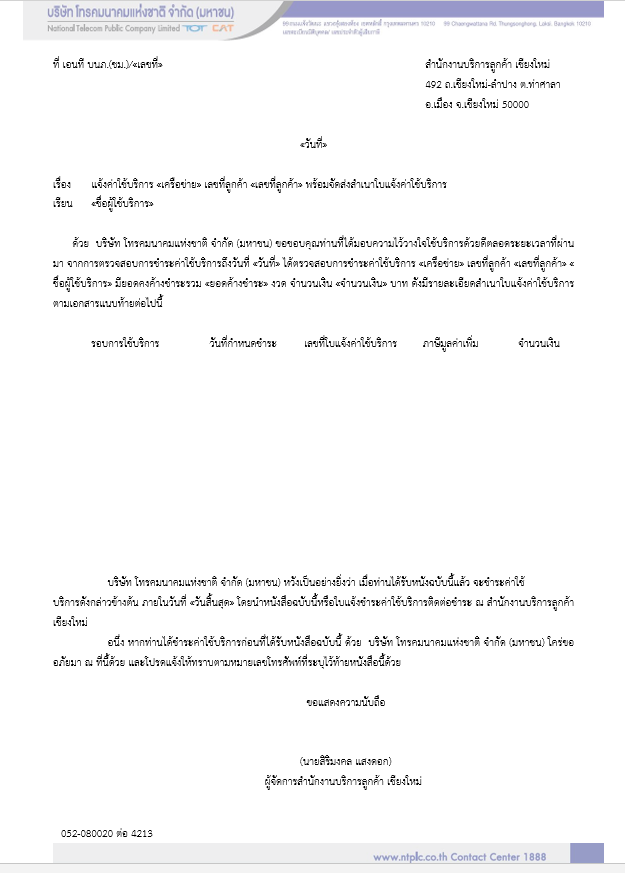 บริษัท โทรคมนาคมแห่งชาติ จำกัด (มหาชน)
National Telecom Public Company Limited TOT CAT
99 ถนนแจ้งวัฒนะ แขวงทุ่งสองห้อง เขตหลักสี่ กรุงเทพมหานคร 10210 99 Chaengwattana Rd. Thungsonghong, Laksi, Bangkok 10210
เลขทะเบียนนิติบุคคล/ เลขประจำตัวผู้เสียภาษี
ที่ เอนที บนภ.(ชม.)/«เลขที่»
สำนักงานบริการลูกค้า เชียงใหม่
492 ถ.เชียงใหม่-ลำปาง ต.ท่าศาลา
อ.เมือง จ.เชียงใหม่ 50000
«วันที่»
เรื่อง แจ้งค่าใช้บริการ «เครือข่าย» เลขที่ลูกค้า «เลขที่ลูกค้า» พร้อมจัดส่งสำเนาใบแจ้งค่าใช้บริการ
เรียน «ชื่อผู้ใช้บริการ»
ด้วย บริษัท โทรคมนาคมแห่งชาติ จำกัด (มหาชน) ขอขอบคุณท่านที่ได้มอบความไว้วางใจใช้บริการด้วยดีตลอดระยะเวลาที่ผ่าน
มา จากการตรวจสอบการชำระค่าใช้บริการถึงวันที่ «วันที่» ได้ตรวจสอบการชำระค่าใช้บริการ «เครือข่าย» เลขที่ลูกค้า «เลขที่ลูกค้า» «
ชื่อผู้ใช้บริการ» มียอดคงค้างชำระรวม «ยอดค้างชำระ» งวด จำนวนเงิน «จำนวนเงิน» บาท ดังมีรายละเอียดสำเนาใบแจ้งค่าใช้บริการ
ตามเอกสารแนบท้ายต่อไปนี้
รอบการใช้บริการ วันที่กำหนดชำระ เลขที่ใบแจ้งค่าใช้บริการ ภาษีมูลค่าเพิ่ม จำนวนเงิน
บริษัท โทรคมนาคมแห่งชาติ จำกัด (มหาชน) หวังเป็นอย่างยิ่งว่า เมื่อท่านได้รับหนังฉบับนี้แล้ว จะชำระค่าใช้
บริการดังกล่าวข้างต้น ภายในวันที่ «วันสิ้นสุด» โดยนำหนังสือฉบับนี้หรือใบแจ้งชำระค่าใช้บริการติดต่อชำระ ณ สำนักงานบริการลูกค้า
เชียงใหม่
อนึ่ง หากท่านได้ชำระค่าใช้บริการก่อนที่ได้รับหนังสือฉบับนี้ ด้วย บริษัท โทรคมนาคมแห่งชาติ จำกัด (มหาชน) ใคร่ขอ
อภัยมา ณ ที่นี้ด้วย และโปรดแจ้งให้ทราบตามหมายเลขโทรศัพท์ที่ระบุไว้ท้ายหนังสือนี้ด้วย
ขอแสดงความนับถือ
(นายสิริมงคล แสงดอก)
ผู้จัดการสำนักงานบริการลูกค้า เชียงใหม่
052-080020 ต่อ 4213
www.ntplc.co.th Contact Center 1888